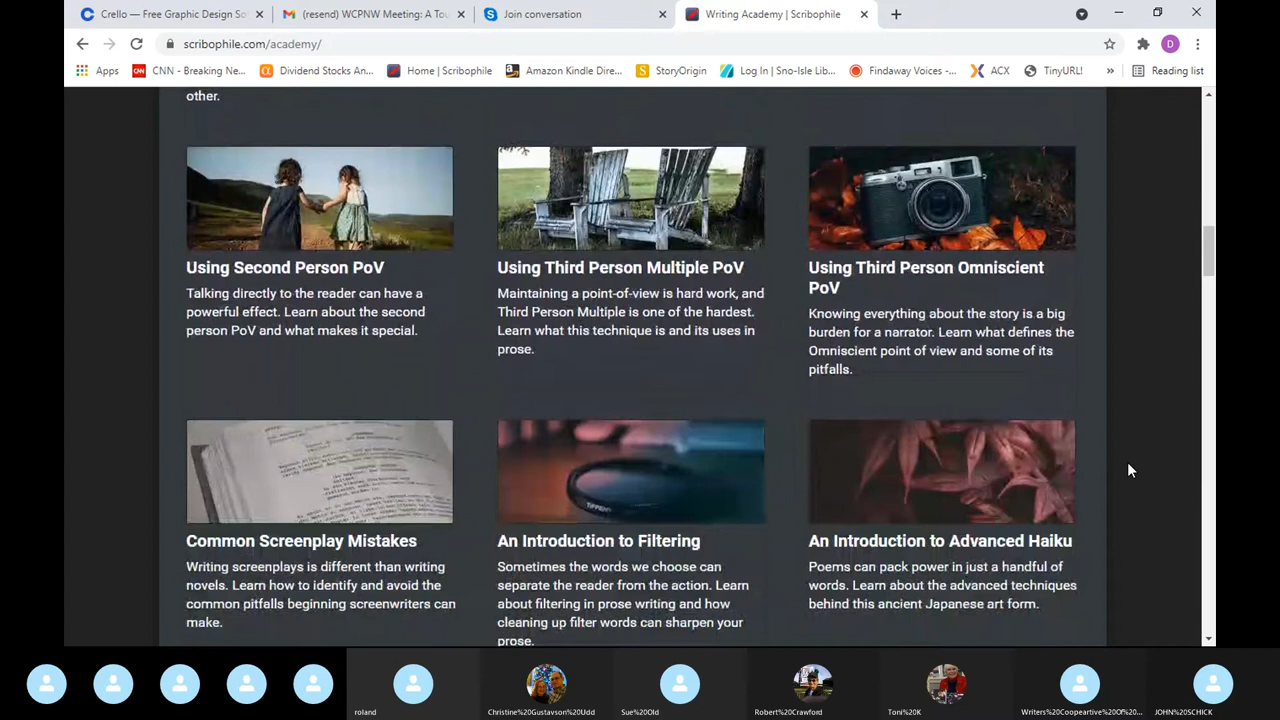 Crello — Free Graphic Design So
(resend) WCPNW Meeting: A Tou
Join conversation
Writing Academy | Scribophile
scribophile.com/academy/
D
Apps
CNN - Breaking Ne...
Dividend Stocks An...
Home | Scribophile
Amazon Kindle Dire...
StoryOrigin
Log In | Sno-Isle Lib...
Findaway Voices -...
ACX
TinyURL!
»
Reading list
other.
Using Second Person PoV
Talking directly to the reader can have a
powerful effect. Learn about the second
person PoV and what makes it special.
Using Third Person Multiple PoV
Maintaining a point-of-view is hard work, and
Third Person Multiple is one of the hardest.
Learn what this technique is and its uses in
prose.
Using Third Person Omniscient
PoV
Knowing everything about the story is a big
burden for a narrator. Learn what defines the
Omniscient point of view and some of its
pitfalls.
Common Screenplay Mistakes
Writing screenplays is different than writing
novels. Learn how to identify and avoid the
common pitfalls beginning screenwriters can
make.
TIFFEN
An Introduction to Filtering
Sometimes the words we choose can
separate the reader from the action. Learn
about filtering in prose writing and how
cleaning up filter words can sharpen your
prose.
An Introduction to Advanced Haiku
Poems can pack power in just a handful of
words. Learn about the advanced techniques
behind this ancient Japanese art form.
roland
Christine%20Gustavson%20Udd
Sue%20Old
Robert%20Crawford
Toni%20K
Writers%20Coopeartive%20Of%20...
JOHN%20SCHICK